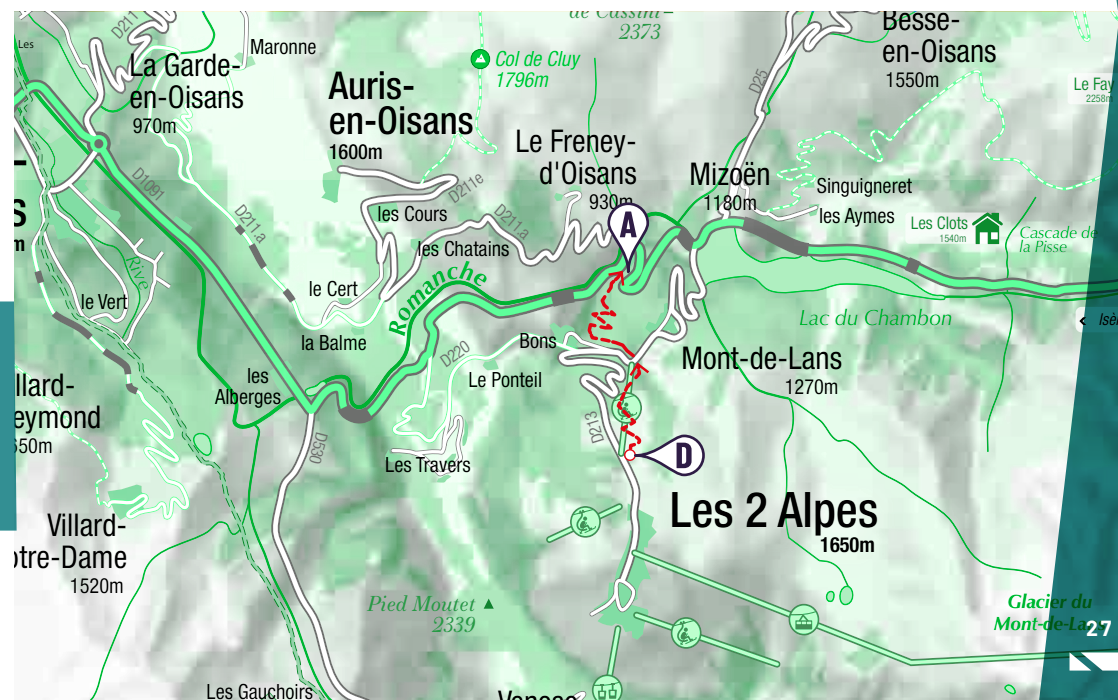 de Cassini
2373
Besse-
en-Oisans
1550m
D211
Les
Maronne
La Garde-
en-Oisans
970m
Col de Cluy
1796m
D25
Le Fay
2258m
Auris-
en-Oisans
1600m
Le Freney-
d'Oisans
930m
Mizoën
1180m
D1091
D211a
D211e
D211a
les Cours
les Chatains
Singuigneret
les Aymes
Les Clots
1540m
Cascade de
la Pisse
A
S
m
Rive
le Vert
le Cert
la Balme
Romanche
Lac du Chambon
Isè
D220
Bons
Le Ponteil
Mont-de-Lans
1270m
les
Alberges
llard-
eymond
650m
D530
Les Travers
D213
D
Les 2 Alpes
1650m
Villard-
otre-Dame
1520m
Pied Moutet
2339
Glacier du
Mont-de-La
27
Les Gauchoirs